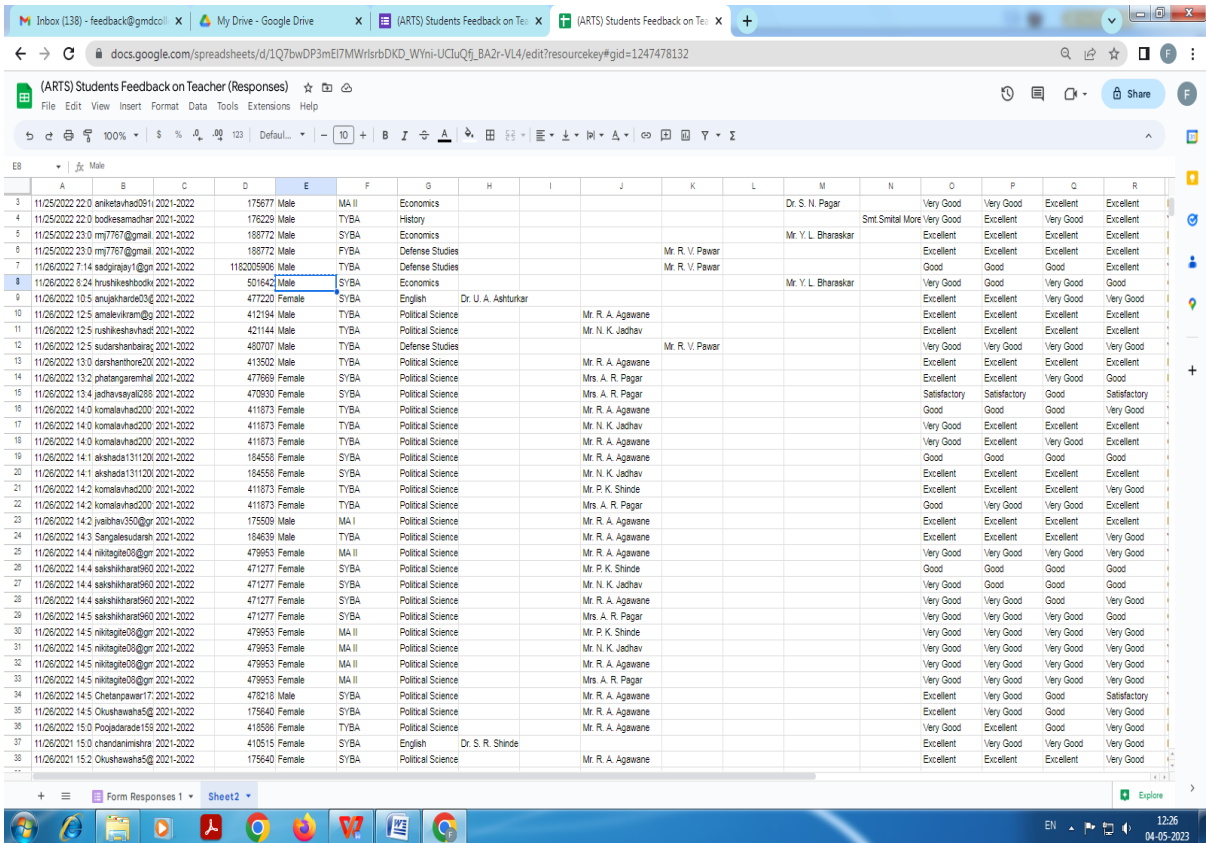 Inbox (138) - feedback@gmdcoll X My Drive - Google Drive X (ARTS) Students Feedback on Tea X (ARTS) Students Feedback on Tea X +
docs.google.com/spreadsheets/d/1Q7bwDP3mEl7MWrlsrbDKD_WYni-UCIuQfj_BA2r-VL4/edit?resourcekey#gid=1247478132 F
(ARTS) Students Feedback on Teacher (Responses) Share F
File Edit View Insert Format Data Tools Extensions Help
100% $ % .0 .00 123 Defaul... − 10 + B I A
E8 fx Male
A B C D E F G H I J K L M N O P Q R
3 11/25/2022 22:0 aniketavhad091 2021-2022 175677 Male MA II Economics Dr. S. N. Pagar Very Good Very Good Excellent Excellent
4 11/25/2022 22:0 bodkesamadhan 2021-2022 176229 Male TYBA History Smt.Smital More Very Good Excellent Very Good Excellent
5 11/25/2022 23:0 rmj7767@gmail. 2021-2022 188772 Male SYBA Economics Mr. Y. L. Bharaskar Excellent Excellent Excellent Excellent
6 11/25/2022 23:0 rmj7767@gmail. 2021-2022 188772 Male FYBA Defense Studies Mr. R. V. Pawar Excellent Excellent Excellent Excellent
7 11/26/2022 7:14 sadgirajay1@gm 2021-2022 1182005906 Male TYBA Defense Studies Mr. R. V. Pawar Good Good Good Excellent
8 11/26/2022 8:24 hrushikeshbodke 2021-2022 501642 Male SYBA Economics Mr. Y. L. Bharaskar Very Good Good Very Good Good
9 11/26/2022 10:5 anujakharde03@ 2021-2022 477220 Female SYBA English Dr. U. A. Ashturkar Excellent Excellent Very Good Very Good
10 11/26/2022 12:5 amalevikram@g 2021-2022 412194 Male TYBA Political Science Mr. R. A. Agawane Excellent Excellent Excellent Excellent
11 11/26/2022 12:5 rushikeshavhad 2021-2022 421144 Male TYBA Political Science Mr. N. K. Jadhav Excellent Excellent Excellent Excellent
12 11/26/2022 12:5 sudarshanbairag 2021-2022 480707 Male TYBA Defense Studies Mr. R. V. Pawar Very Good Very Good Very Good Very Good
13 11/26/2022 13:0 darshanthore200 2021-2022 413502 Male TYBA Political Science Mr. R. A. Agawane Excellent Excellent Excellent Excellent
14 11/26/2022 13:2 phatangaremhal 2021-2022 477669 Female SYBA Political Science Mrs. A. R. Pagar Excellent Excellent Very Good Good
15 11/26/2022 13:4 jadhavsayali288 2021-2022 470930 Female SYBA Political Science Mrs. A. R. Pagar Satisfactory Satisfactory Good Satisfactory
16 11/26/2022 14:0 komalavhad200 2021-2022 411873 Female TYBA Political Science Mr. R. A. Agawane Good Good Good Very Good
17 11/26/2022 14:0 komalavhad200 2021-2022 411873 Female TYBA Political Science Mr. N. K. Jadhav Very Good Excellent Excellent Excellent
18 11/26/2022 14:0 komalavhad200 2021-2022 411873 Female TYBA Political Science Mr. R. A. Agawane Very Good Excellent Very Good Excellent
19 11/26/2022 14:1 akshada1311200 2021-2022 184558 Female SYBA Political Science Mr. R. A. Agawane Good Good Good Good
20 11/26/2022 14:1 akshada1311200 2021-2022 184558 Female SYBA Political Science Mr. N. K. Jadhav Excellent Excellent Excellent Excellent
21 11/26/2022 14:2 komalavhad200 2021-2022 411873 Female TYBA Political Science Mr. P. K. Shinde Excellent Excellent Excellent Very Good
22 11/26/2022 14:2 komalavhad200 2021-2022 411873 Female TYBA Political Science Mrs. A. R. Pagar Good Very Good Very Good Excellent
23 11/26/2022 14:2 jvaibhav350@gr 2021-2022 175509 Male MA I Political Science Mr. R. A. Agawane Excellent Excellent Excellent Excellent
24 11/26/2022 14:3 Sangalesudarsh 2021-2022 184639 Male TYBA Political Science Mr. R. A. Agawane Excellent Excellent Excellent Very Good
25 11/26/2022 14:4 nikitagite08@gm 2021-2022 479953 Female MA II Political Science Mr. R. A. Agawane Very Good Very Good Very Good Very Good
26 11/26/2022 14:4 sakshikharat960 2021-2022 471277 Female SYBA Political Science Mr. P. K. Shinde Good Good Good Good
27 11/26/2022 14:4 sakshikharat960 2021-2022 471277 Female SYBA Political Science Mr. N. K. Jadhav Very Good Good Good Good
28 11/26/2022 14:4 sakshikharat960 2021-2022 471277 Female SYBA Political Science Mr. R. A. Agawane Very Good Very Good Good Good
29 11/26/2022 14:5 sakshikharat960 2021-2022 471277 Female SYBA Political Science Mrs. A. R. Pagar Very Good Very Good Very Good Good
30 11/26/2022 14:5 nikitagite08@gm 2021-2022 479953 Female MA II Political Science Mr. P. K. Shinde Very Good Very Good Very Good Very Good
31 11/26/2022 14:5 nikitagite08@gm 2021-2022 479953 Female MA II Political Science Mr. N. K. Jadhav Very Good Very Good Very Good Very Good
32 11/26/2022 14:5 nikitagite08@gm 2021-2022 479953 Female MA II Political Science Mr. R. A. Agawane Very Good Very Good Very Good Very Good
33 11/26/2022 14:5 nikitagite08@gm 2021-2022 479953 Female MA II Political Science Mrs. A. R. Pagar Very Good Very Good Very Good Very Good
34 11/26/2022 14:5 Chetanpawar17 2021-2022 478218 Male SYBA Political Science Mr. R. A. Agawane Excellent Very Good Good Satisfactory
35 11/26/2022 14:5 Okushawaha5@ 2021-2022 175640 Female SYBA Political Science Mr. R. A. Agawane Excellent Very Good Good Very Good
36 11/26/2022 15:0 Poojadarade159 2021-2022 418586 Female TYBA Political Science Mr. R. A. Agawane Very Good Excellent Good Very Good
37 11/26/2021 15:0 chandanimishra 2021-2022 410515 Female SYBA English Dr. S. R. Shinde Excellent Very Good Very Good Very Good
38 11/26/2021 15:2 Okushawaha5@ 2021-2022 175640 Female SYBA Political Science Mr. R. A. Agawane Excellent Excellent Excellent Very Good
+ Form Responses 1 Sheet2 Explore
EN 12:26
04-05-2023